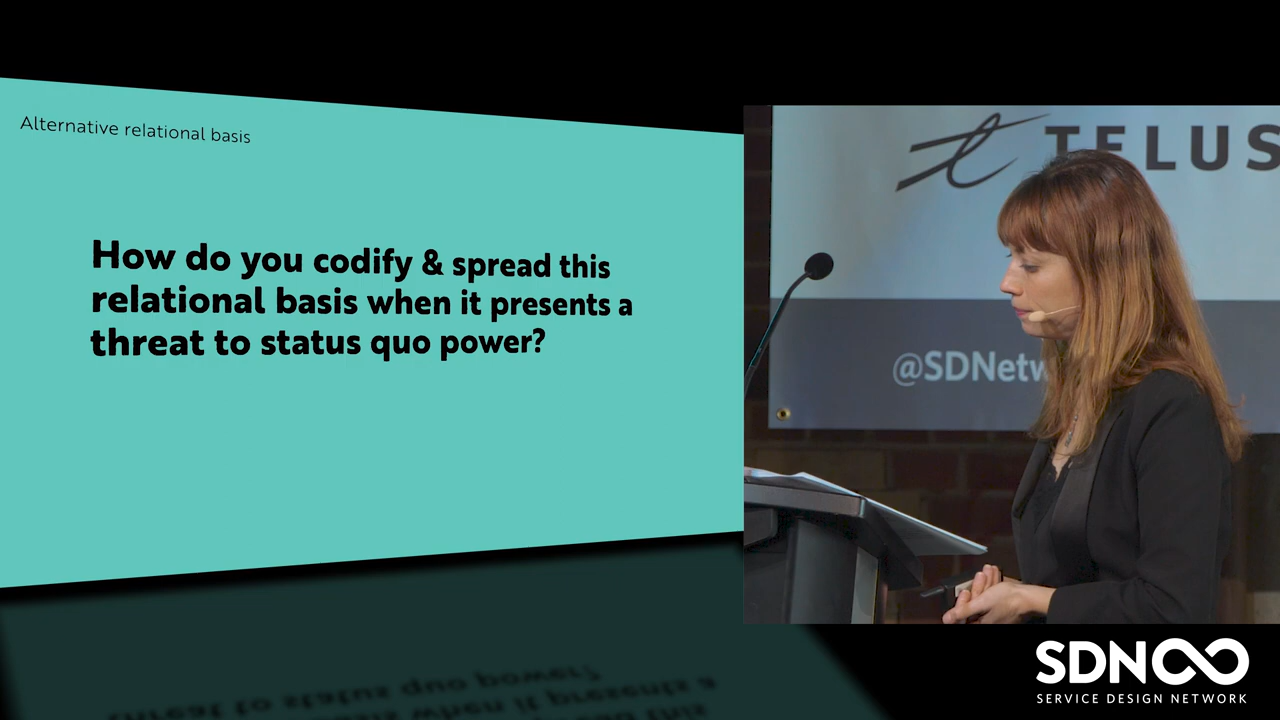 Alternative relational basis
How do you codify & spread this
relational basis when it presents a
threat to status quo power?
TELUS
@SDNetw
SDN
SERVICE DESIGN NETWORK